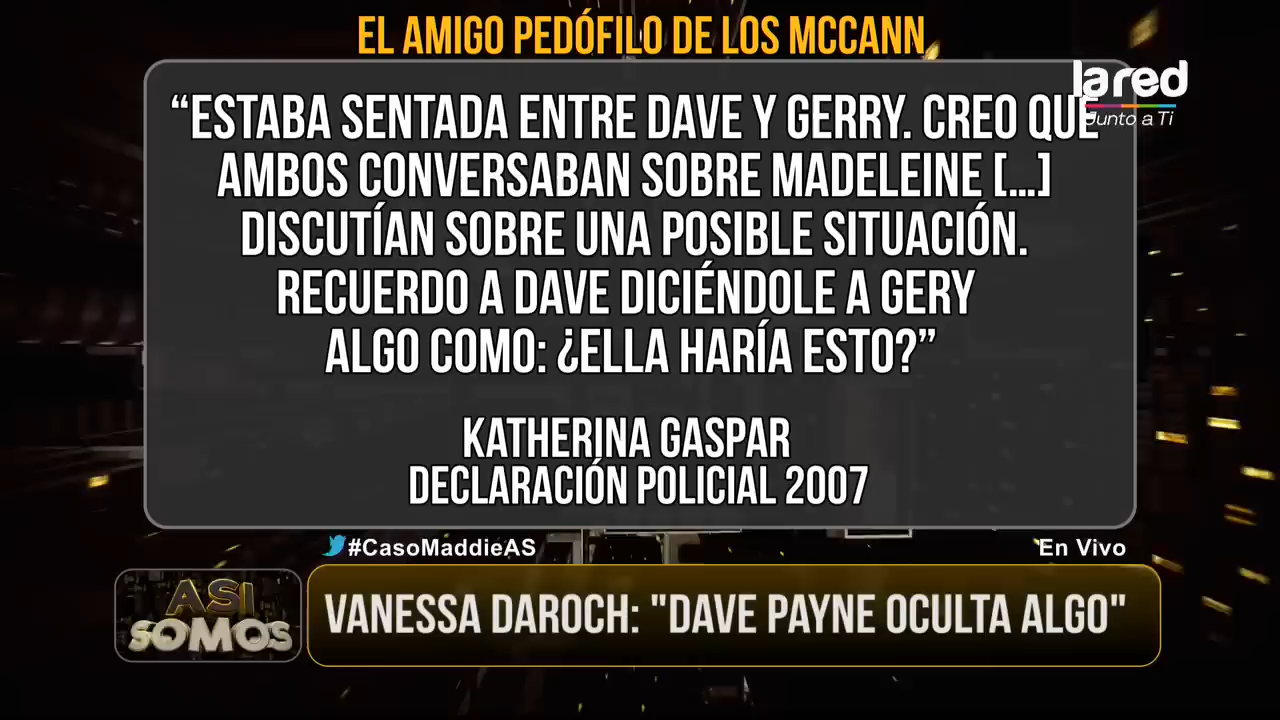 EL AMIGO PEDÓFILO DE LOS MCCANN
lared
Junto a Ti
“ESTABA SENTADA ENTRE DAVE Y GERRY. CREO QUE
AMBOS CONVERSABAN SOBRE MADELEINE [...]
DISCUTÍAN SOBRE UNA POSIBLE SITUACIÓN.
RECUERDO A DAVE DICIÉNDOLE A GERY
ALGO COMO: ¿ELLA HARÍA ESTO?”
KATHERINA GASPAR
DECLARACIÓN POLICIAL 2007
#CasoMaddieAS
En Vivo
ASI
SOMOS
VANESSA DAROCH: "DAVE PAYNE OCULTA ALGO"